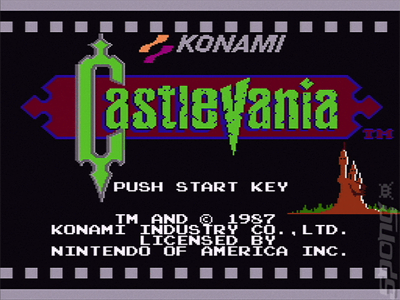 KONAMI
Castlevania
TM
PUSH START KEY
TM AND © 1987
KONAMI INDUSTRY CO.,LTD.
LICENSED BY
NINTENDO OF AMERICA INC.